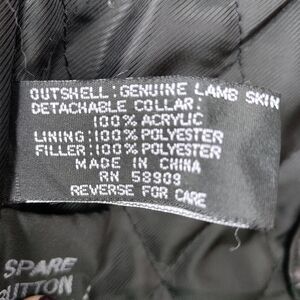 OUTSHELL: GENUINE LAMB SKIN
DETACHABLE COLLAR:
100% ACRYLIC
LINING: 100% POLYESTER
FILLER: 100% POLYESTER
MADE IN CHINA
RN 58909
REVERSE FOR CARE
SPARE
BUTTON